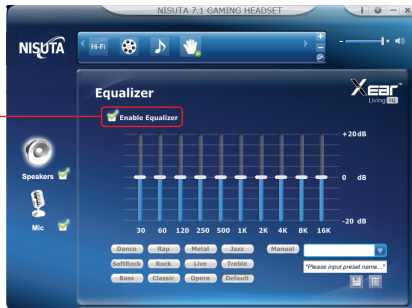 NISUTA 7.1 GAMING HEADSET
NISUTA
Hi-Fi
Equalizer
Xear™
Living EQ
Enable Equalizer
+20dB
0 dB
-20 dB
Speakers
Mic
30 60 120 250 500 1K 2K 4K 8K 16K
Dance Rap Metal Jazz Manual
SoftRock Rock Live Treble
"Please input preset name..."
Bass Classic Opera Default